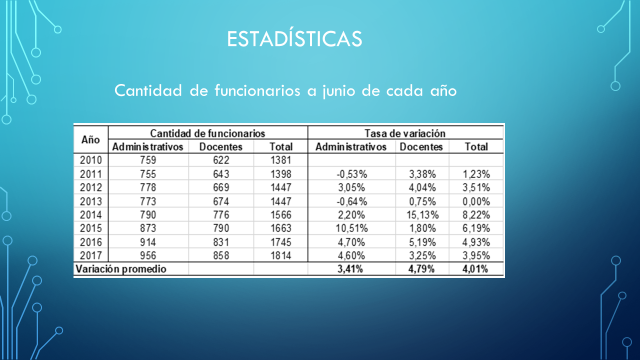 ESTADÍSTICAS
Cantidad de funcionarios a junio de cada año
Año Cantidad de funcionarios Tasa de variación
Administrativos Docentes Total Administrativos Docentes Total
2010 759 622 1381
2011 755 643 1398 -0,53% 3,38% 1,23%
2012 778 669 1447 3,05% 4,04% 3,51%
2013 773 674 1447 -0,64% 0,75% 0,00%
2014 790 776 1566 2,20% 15,13% 8,22%
2015 873 790 1663 10,51% 1,80% 6,19%
2016 914 831 1745 4,70% 5,19% 4,93%
2017 956 858 1814 4,60% 3,25% 3,95%
Variación promedio 3,41% 4,79% 4,01%